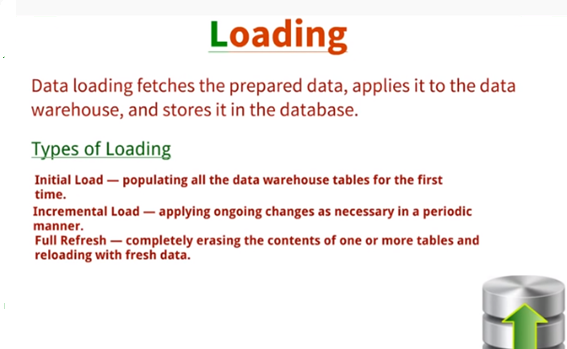 Loading
Data loading fetches the prepared data, applies it to the data
warehouse, and stores it in the database.
Types of Loading
Initial Load — populating all the data warehouse tables for the first
time.
Incremental Load — applying ongoing changes as necessary in a periodic
manner.
Full Refresh — completely erasing the contents of one or more tables and
reloading with fresh data.